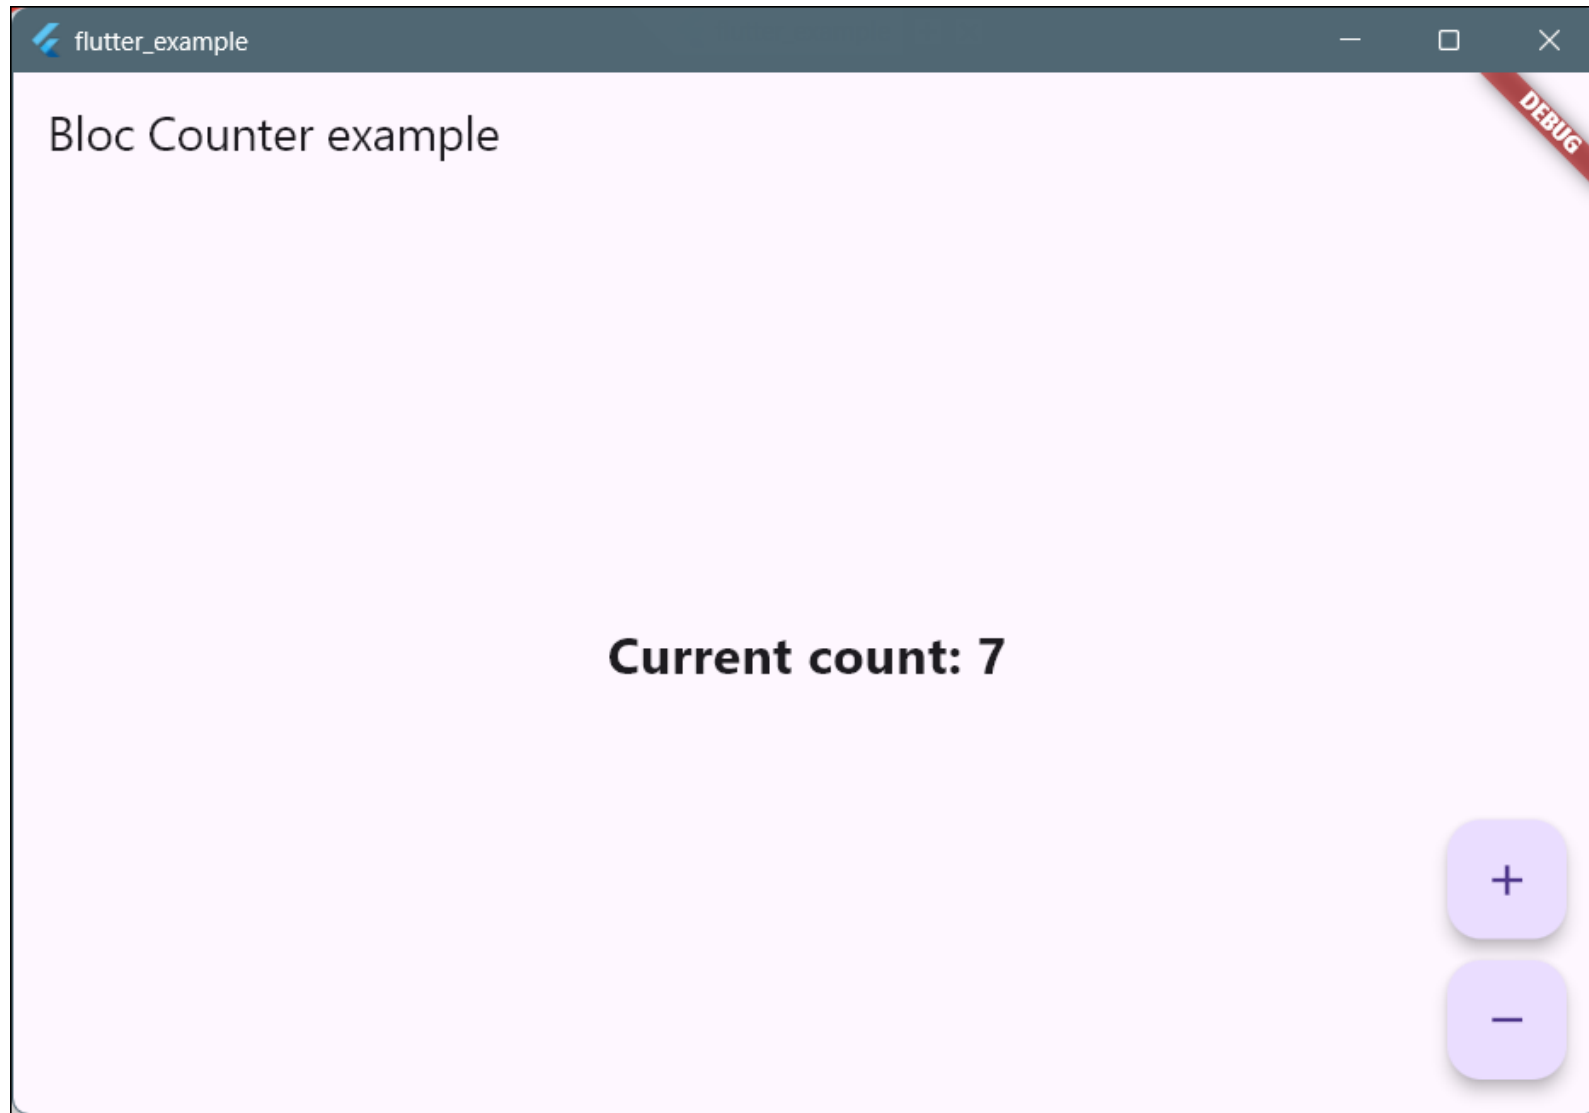 flutter_example
DEBUG
Bloc Counter example
Current count: 7
+
−